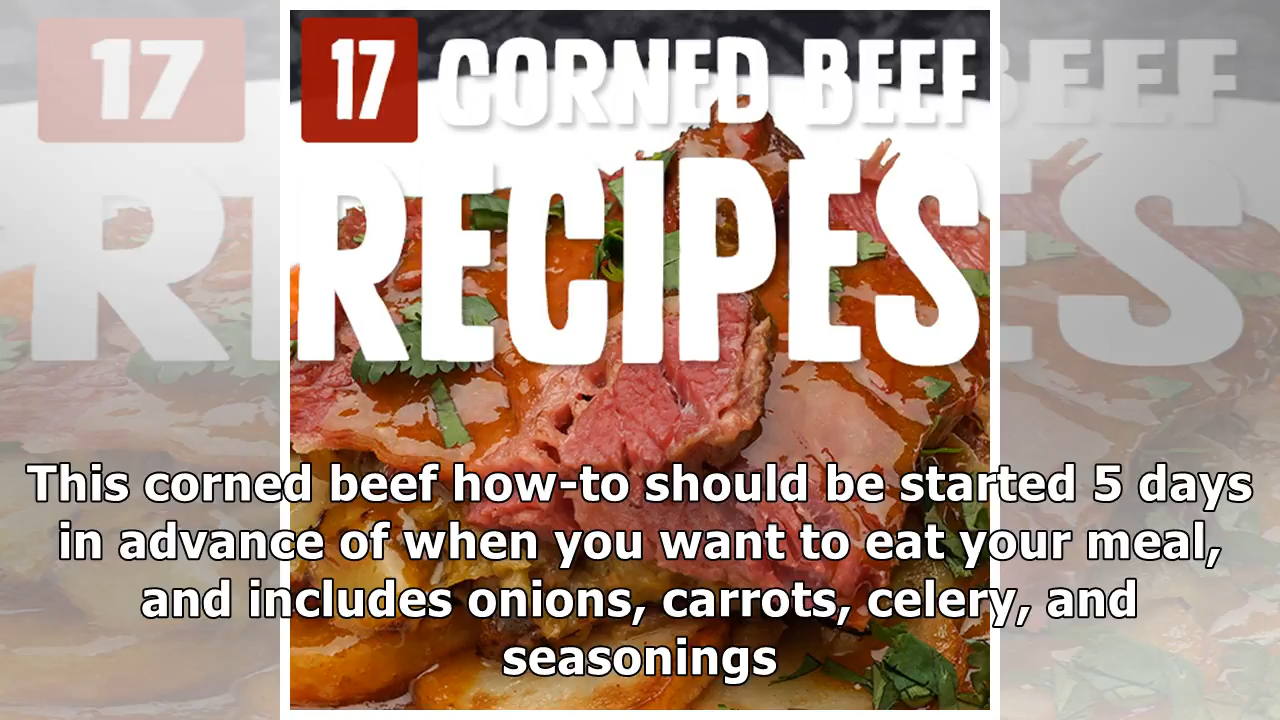 17 CORNED BEEF
RECIPES
This corned beef how-to should be started 5 days
in advance of when you want to eat your meal,
and includes onions, carrots, celery, and
seasonings